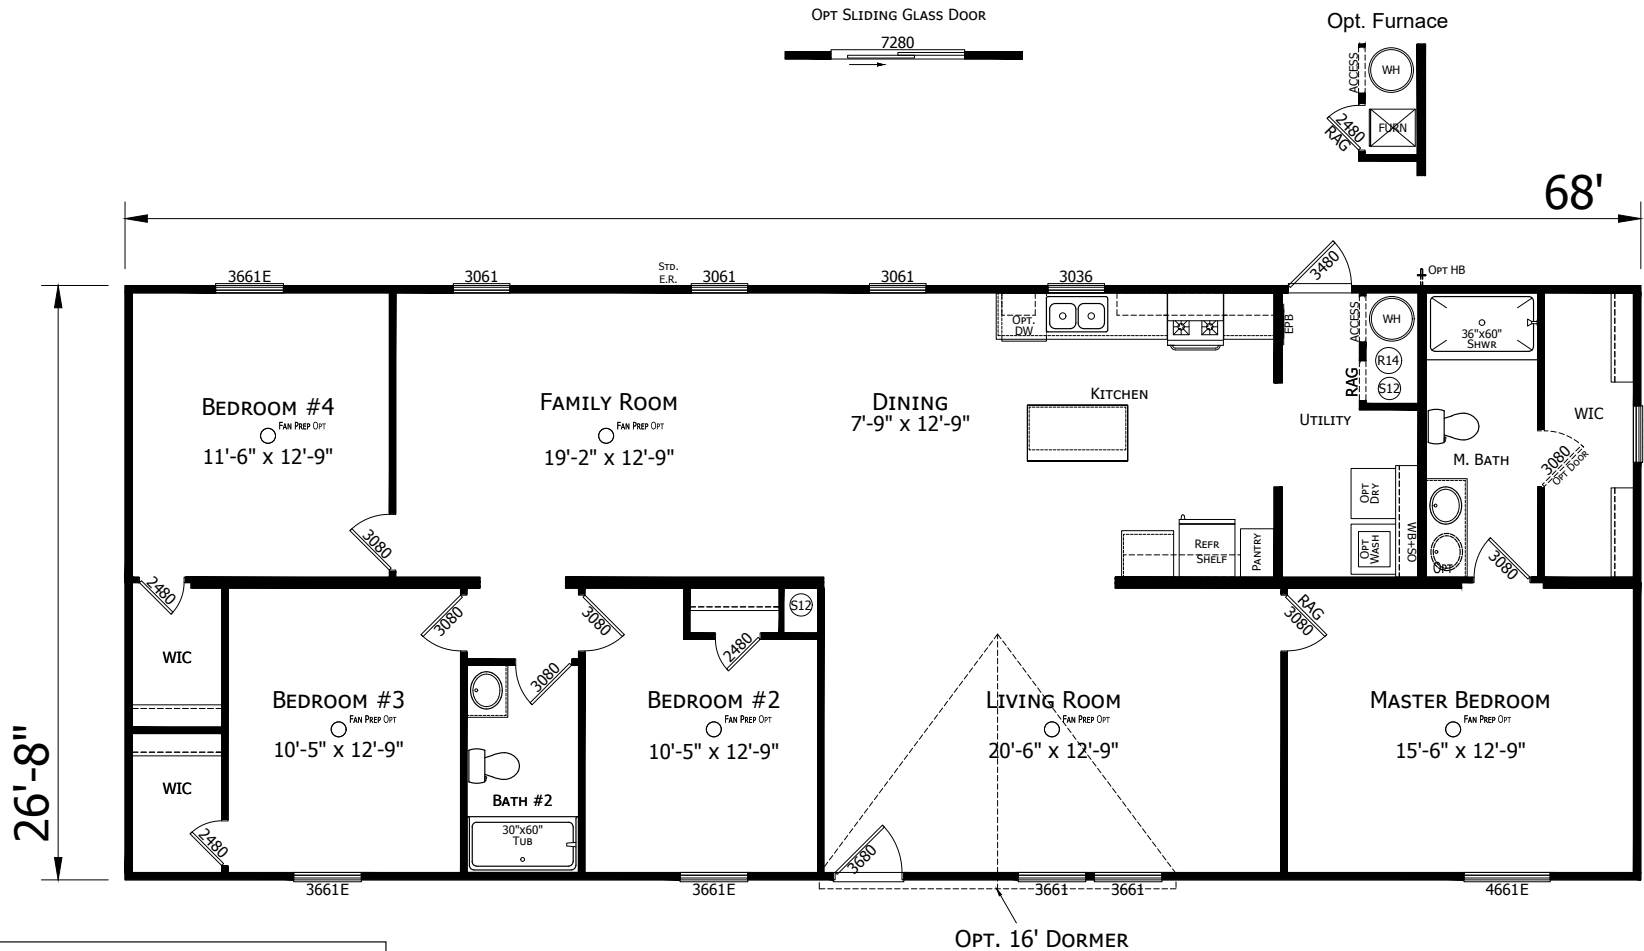 OPT SLIDING GLASS DOOR
7280
Opt. Furnace
ACCESS
WH
2480
RAG
FURN
68'
26'-8"
3661E
3061
STD.
E.R.
3061
3061
3036
3480
OPT HB
BEDROOM #4
FAN PREP OPT
11'-6" x 12'-9"
3080
2480
FAMILY ROOM
FAN PREP OPT
19'-2" x 12'-9"
DINING
7'-9" x 12'-9"
OPT.
DW
KITCHEN
EPB
REFR
SHELF
PANTRY
UTILITY
ACCESS
WH
RAG
R14
S12
OPT
DRY
OPT
WASH
WB+SO
36"x60"
SHWR
M. BATH
OPT
3080
3080
OPT DOOR
WIC
WIC
WIC
2480
BEDROOM #3
FAN PREP OPT
10'-5" x 12'-9"
3080
3080
3080
BATH #2
30"x60"
TUB
2480
S12
BEDROOM #2
FAN PREP OPT
10'-5" x 12'-9"
LIVING ROOM
FAN PREP OPT
20'-6" x 12'-9"
3680
RAG
3080
MASTER BEDROOM
FAN PREP OPT
15'-6" x 12'-9"
3661E
3661E
3661
3661
4661E
OPT. 16' DORMER